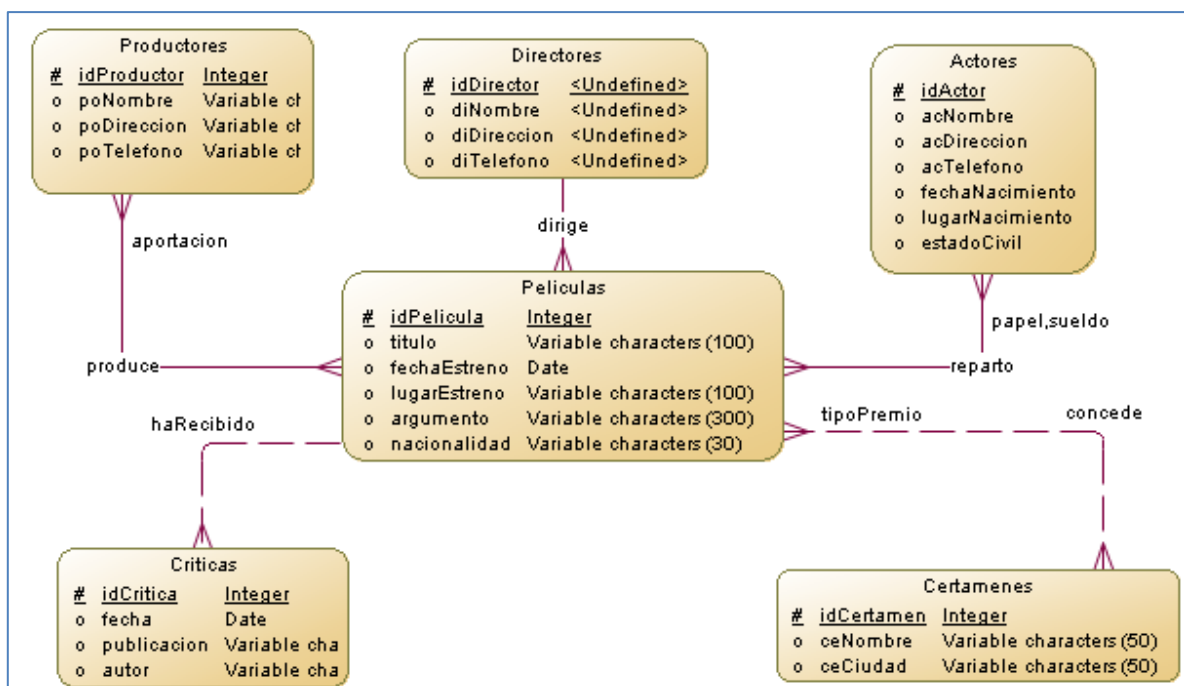 Productores
# idProductor Integer
o poNombre Variable ch
o poDireccion Variable ch
o poTelefono Variable ch
Directores
# idDirector <Undefined>
o diNombre <Undefined>
o diDireccion <Undefined>
o diTelefono <Undefined>
Actores
# idActor
o acNombre
o acDireccion
o acTelefono
o fechaNacimiento
o lugarNacimiento
o estadoCivil
aportacion
dirige
papel,sueldo
produce
reparto
Peliculas
# idPelicula Integer
o titulo Variable characters (100)
o fechaEstreno Date
o lugarEstreno Variable characters (100)
o argumento Variable characters (300)
o nacionalidad Variable characters (30)
haRecibido
tipoPremio
concede
Criticas
# idCritica Integer
o fecha Date
o publicacion Variable cha
o autor Variable cha
Certamenes
# idCertamen Integer
o ceNombre Variable characters (50)
o ceCiudad Variable characters (50)